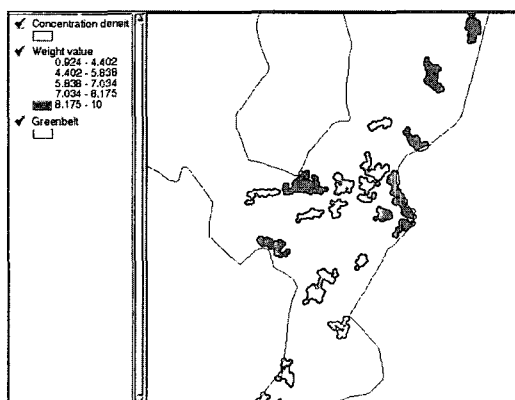 Concentration densit
Weight value
0.924 - 4.402
4.402 - 5.838
5.838 - 7.034
7.034 - 8.175
8.175 - 10
Greenbelt